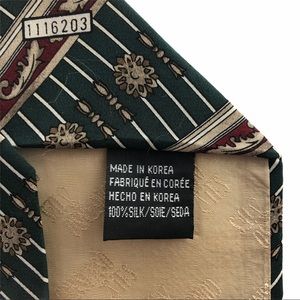 1116203
MADE IN KOREA
FABRIQUÉ EN CORÉE
HECHO EN KOREA
100% SILK/SOIE/SEDA